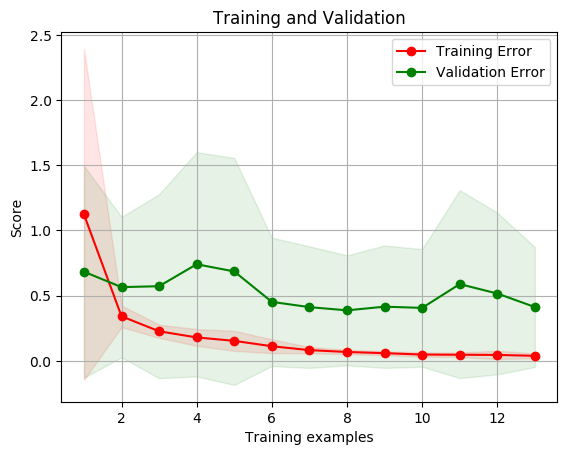 Training and Validation
2.5
2.0
1.5
1.0
0.5
0.0
Score
Training Error
Validation Error
2 4 6 8 10 12
Training examples